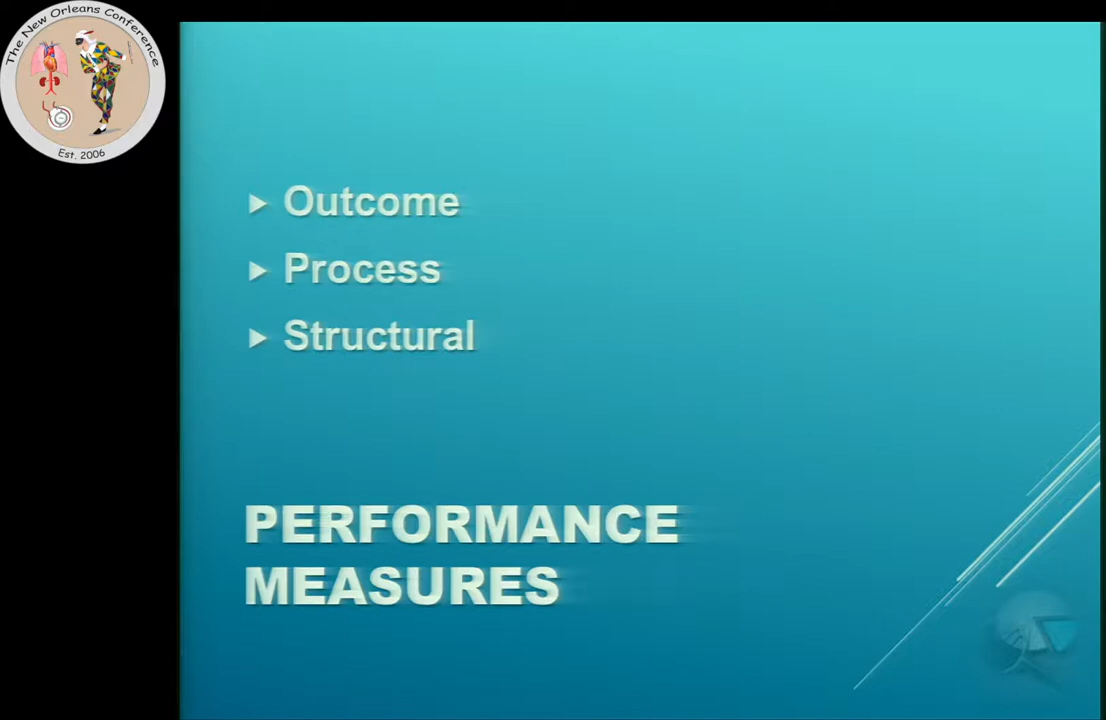 The New Orleans Conference
Est. 2006
Outcome
Process
Structural
PERFORMANCE
MEASURES